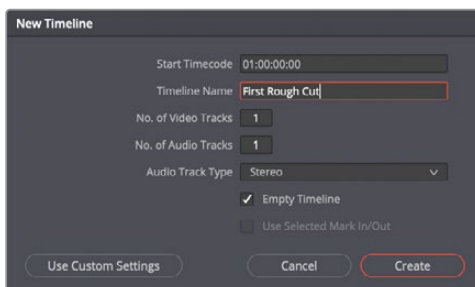 New Timeline
Start Timecode 01:00:00:00
Timeline Name First Rough Cut
No. of Video Tracks 1
No. of Audio Tracks 1
Audio Track Type Stereo
Empty Timeline
Use Selected Mark In/Out
Use Custom Settings Cancel Create